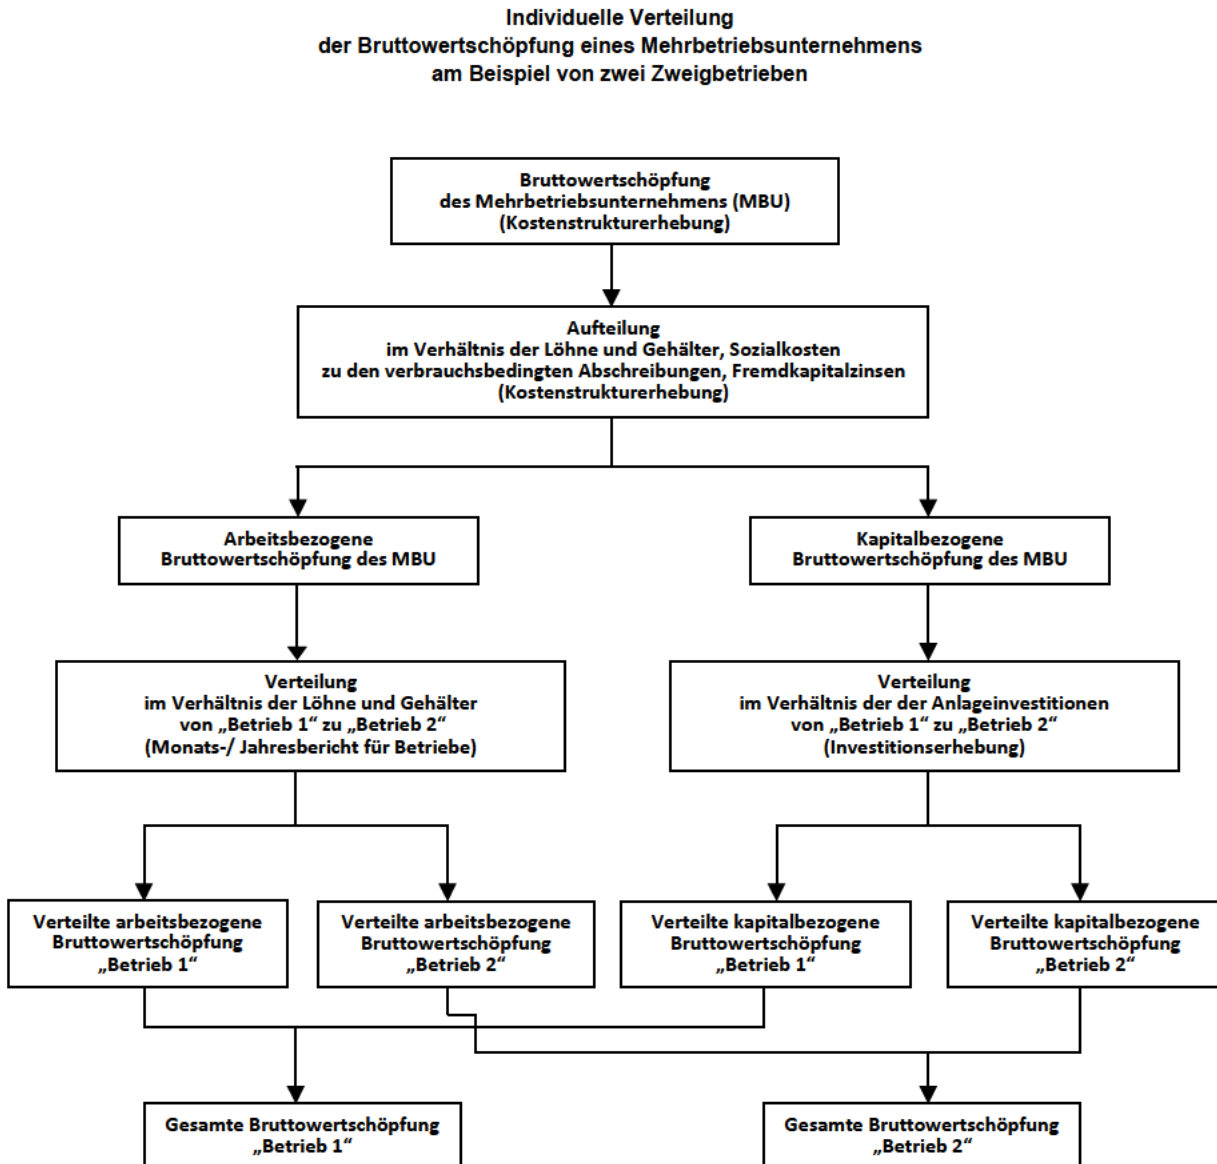 Individuelle Verteilung
der Bruttowertschöpfung eines Mehrbetriebsunternehmens
am Beispiel von zwei Zweigbetrieben
Bruttowertschöpfung
des Mehrbetriebsunternehmens (MBU)
(Kostenstrukturerhebung)
Aufteilung
im Verhältnis der Löhne und Gehälter, Sozialkosten
zu den verbrauchsbedingten Abschreibungen, Fremdkapitalzinsen
(Kostenstrukturerhebung)
Arbeitsbezogene
Bruttowertschöpfung des MBU
Kapitalbezogene
Bruttowertschöpfung des MBU
Verteilung
im Verhältnis der Löhne und Gehälter
von „Betrieb 1“ zu „Betrieb 2“
(Monats-/ Jahresbericht für Betriebe)
Verteilung
im Verhältnis der der Anlageinvestitionen
von „Betrieb 1“ zu „Betrieb 2“
(Investitionserhebung)
Verteilte arbeitsbezogene
Bruttowertschöpfung
„Betrieb 1“
Verteilte arbeitsbezogene
Bruttowertschöpfung
„Betrieb 2“
Verteilte kapitalbezogene
Bruttowertschöpfung
„Betrieb 1“
Verteilte kapitalbezogene
Bruttowertschöpfung
„Betrieb 2“
Gesamte Bruttowertschöpfung
„Betrieb 1“
Gesamte Bruttowertschöpfung
„Betrieb 2“